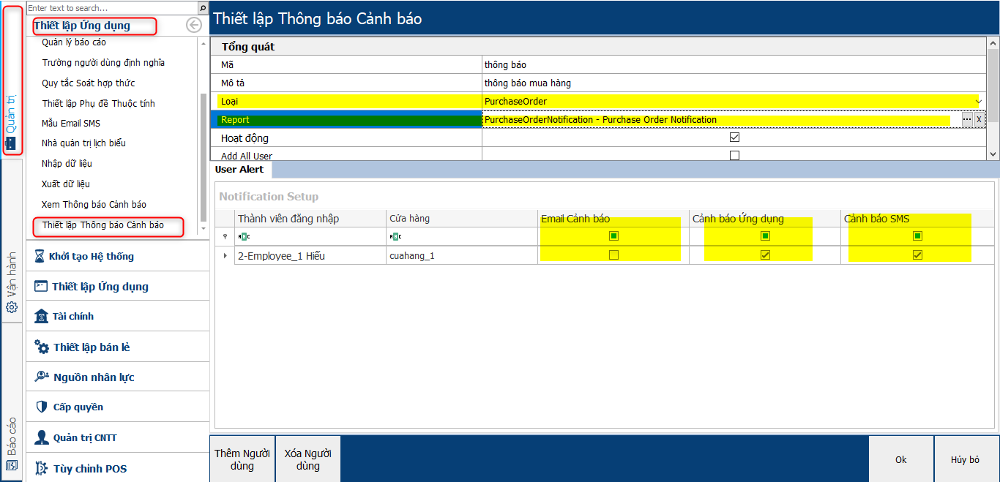 Enter text to search...
Thiết lập Ứng dụng
Quản lý báo cáo
Trường người dùng định nghĩa
Quy tắc Soát hợp thức
Thiết lập Phụ đề Thuộc tính
Mẫu Email SMS
Nhà quản trị lịch biểu
Nhập dữ liệu
Xuất dữ liệu
Xem Thông báo Cảnh báo
Thiết lập Thông báo Cảnh báo
Khởi tạo Hệ thống
Thiết lập Ứng dụng
Tài chính
Thiết lập bán lẻ
Nguồn nhân lực
Cấp quyền
Quản trị CNTT
Tùy chỉnh POS
Quản trị
Vận hành
Báo cáo
Thiết lập Thông báo Cảnh báo
Tổng quát
Mã thông báo
Mô tả thông báo mua hàng
Loại PurchaseOrder
Report PurchaseOrderNotification - Purchase Order Notification ... X
Hoạt động
Add All User
User Alert
Notification Setup
Thành viên đăng nhập Cửa hàng Email Cảnh báo Cảnh báo Ứng dụng Cảnh báo SMS
ABC ABC
2-Employee_1 Hiếu cuahang_1
Thêm Người dùng
Xóa Người dùng
Ok
Hủy bỏ